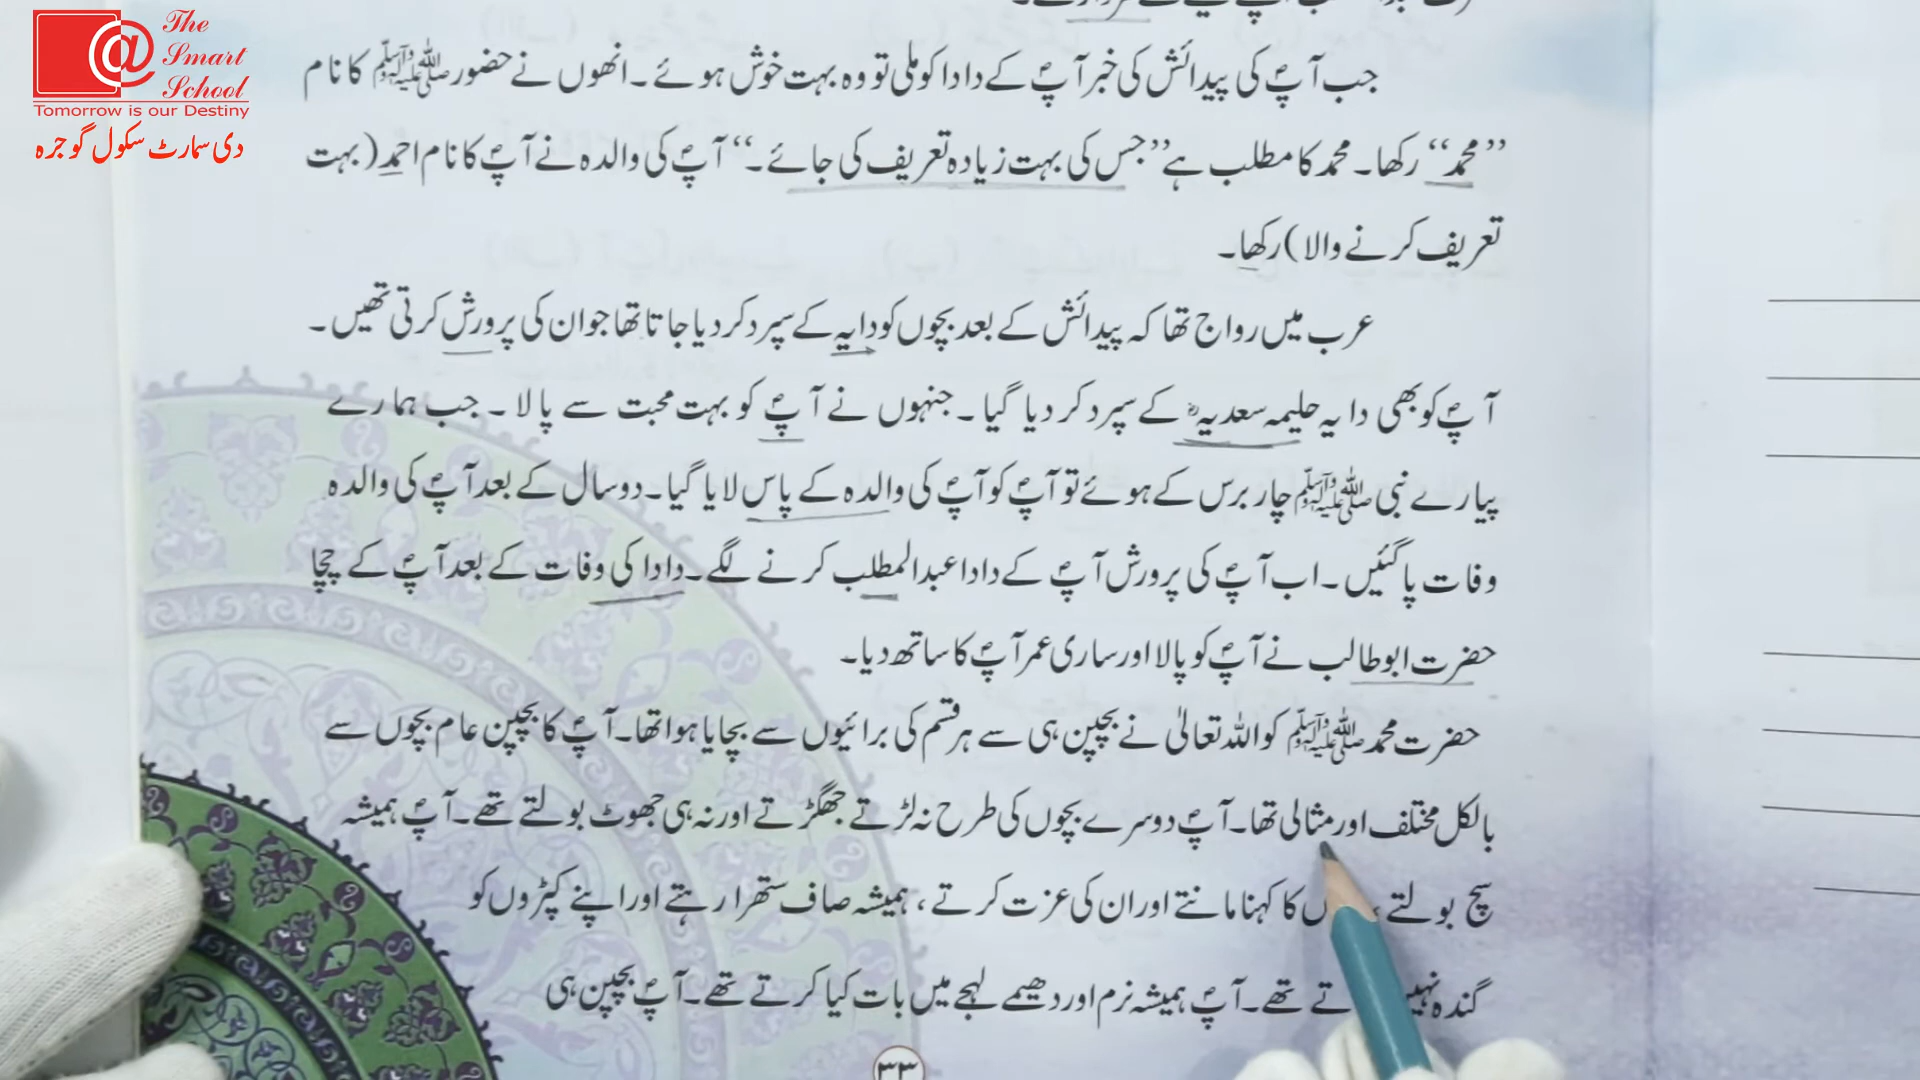 The
Smart
School
Tomorrow is our Destiny
دی سمارٹ سکول گوجرہ
جب آپؐ کی پیدائش کی خبر آپؐ کے دادا کو ملی تو وہ بہت خوش ہوئے۔ انھوں نے حضور ﷺ کا نام
’’محمدؐ‘‘ رکھا۔ محمد کا مطلب ہے ’’جس کی بہت زیادہ تعریف کی جائے۔‘‘ آپؐ کی والدہ نے آپؐ کا نام احمدؐ (بہت
تعریف کرنے والا) رکھا۔
عرب میں رواج تھا کہ پیدائش کے بعد بچوں کو دایہ کے سپرد کر دیا جاتا تھا جو ان کی پرورش کرتی تھیں۔
آپؐ کو بھی دایہ حلیمہ سعدیہؓ کے سپرد کر دیا گیا۔ جنہوں نے آپؐ کو بہت محبت سے پالا۔ جب ہمارے
پیارے نبی ﷺ چار برس کے ہوئے تو آپؐ کو آپؐ کی والدہ کے پاس لایا گیا۔ دو سال کے بعد آپؐ کی والدہ
وفات پا گئیں۔ اب آپؐ کی پرورش آپؐ کے دادا عبدالمطلب کرنے لگے۔ دادا کی وفات کے بعد آپؐ کے چچا
حضرت ابو طالب نے آپؐ کو پالا اور ساری عمر آپؐ کا ساتھ دیا۔
حضرت محمد ﷺ کو اللہ تعالیٰ نے بچپن ہی سے ہر قسم کی برائیوں سے بچایا ہوا تھا۔ آپؐ کا بچپن عام بچوں سے
بالکل مختلف اور مثالی تھا۔ آپؐ دوسرے بچوں کی طرح نہ لڑتے جھگڑتے اور نہ ہی جھوٹ بولتے تھے۔ آپؐ ہمیشہ
سچ بولتے، کا کہنا مانتے اور ان کی عزت کرتے، ہمیشہ صاف ستھرا رہتے اور اپنے کپڑوں کو
گندہ تھے۔ آپؐ ہمیشہ نرم اور دھیمے لہجے میں بات کیا کرتے تھے۔ آپؐ بچپن ہی
۳۳